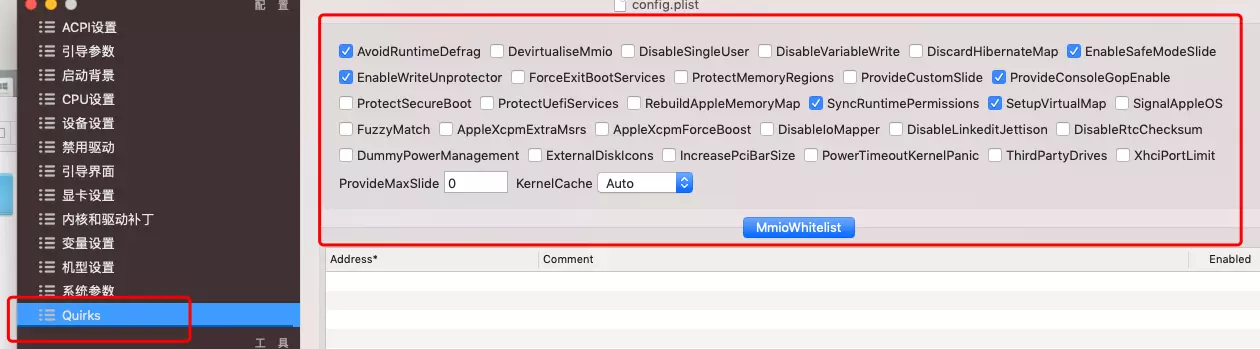 配 置
config.plist
ACPI设置
引导参数
启动背景
CPU设置
设备设置
禁用驱动
引导界面
显卡设置
内核和驱动补丁
变量设置
机型设置
系统参数
Quirks
工 具
AvoidRuntimeDefrag DevirtualiseMmio DisableSingleUser DisableVariableWrite DiscardHibernateMap EnableSafeModeSlide
EnableWriteUnprotector ForceExitBootServices ProtectMemoryRegions ProvideCustomSlide ProvideConsoleGopEnable
ProtectSecureBoot ProtectUefiServices RebuildAppleMemoryMap SyncRuntimePermissions SetupVirtualMap SignalAppleOS
FuzzyMatch AppleXcpmExtraMsrs AppleXcpmForceBoost DisableIoMapper DisableLinkeditJettison DisableRtcChecksum
DummyPowerManagement ExternalDiskIcons IncreasePciBarSize PowerTimeoutKernelPanic ThirdPartyDrives XhciPortLimit
ProvideMaxSlide 0 KernelCache Auto
MmioWhitelist
Address* Comment Enabled